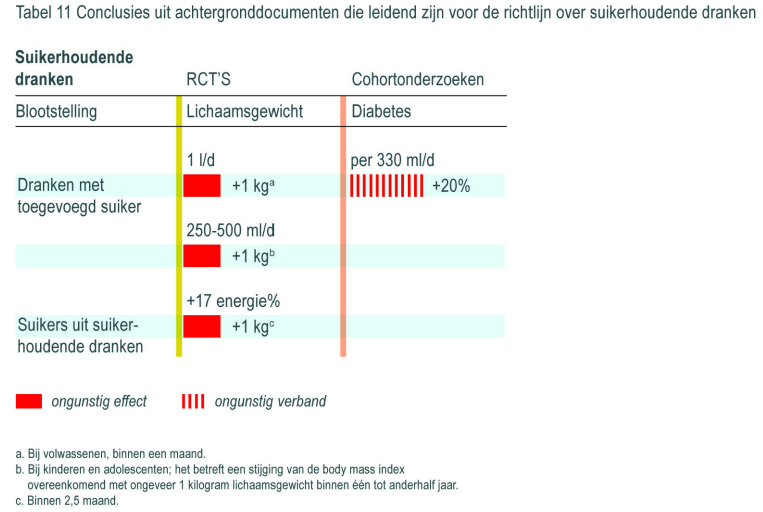 Tabel 11 Conclusies uit achtergronddocumenten die leidend zijn voor de richtlijn over suikerhoudende dranken
Suikerhoudende
dranken RCT'S Cohortonderzoeken
Blootstelling Lichaamsgewicht Diabetes
1 l/d per 330 ml/d
Dranken met +1 kgᵃ +20%
toegevoegd suiker
250-500 ml/d
+1 kgᵇ
+17 energie%
Suikers uit suiker- +1 kgᶜ
houdende dranken
ongunstig effect ongunstig verband
a. Bij volwassenen, binnen een maand.
b. Bij kinderen en adolescenten; het betreft een stijging van de body mass index
overeenkomend met ongeveer 1 kilogram lichaamsgewicht binnen één tot anderhalf jaar.
c. Binnen 2,5 maand.